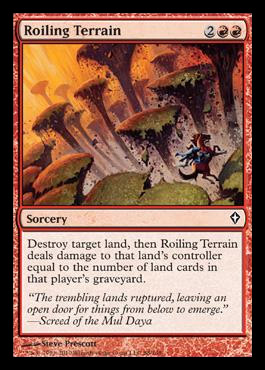 Roiling Terrain 2
Sorcery
Destroy target land, then Roiling Terrain
deals damage to that land's controller
equal to the number of land cards in
that player's graveyard.
"The trembling lands ruptured, leaving an
open door for things from below to emerge."
—Screed of the Mul Daya
Steve Prescott